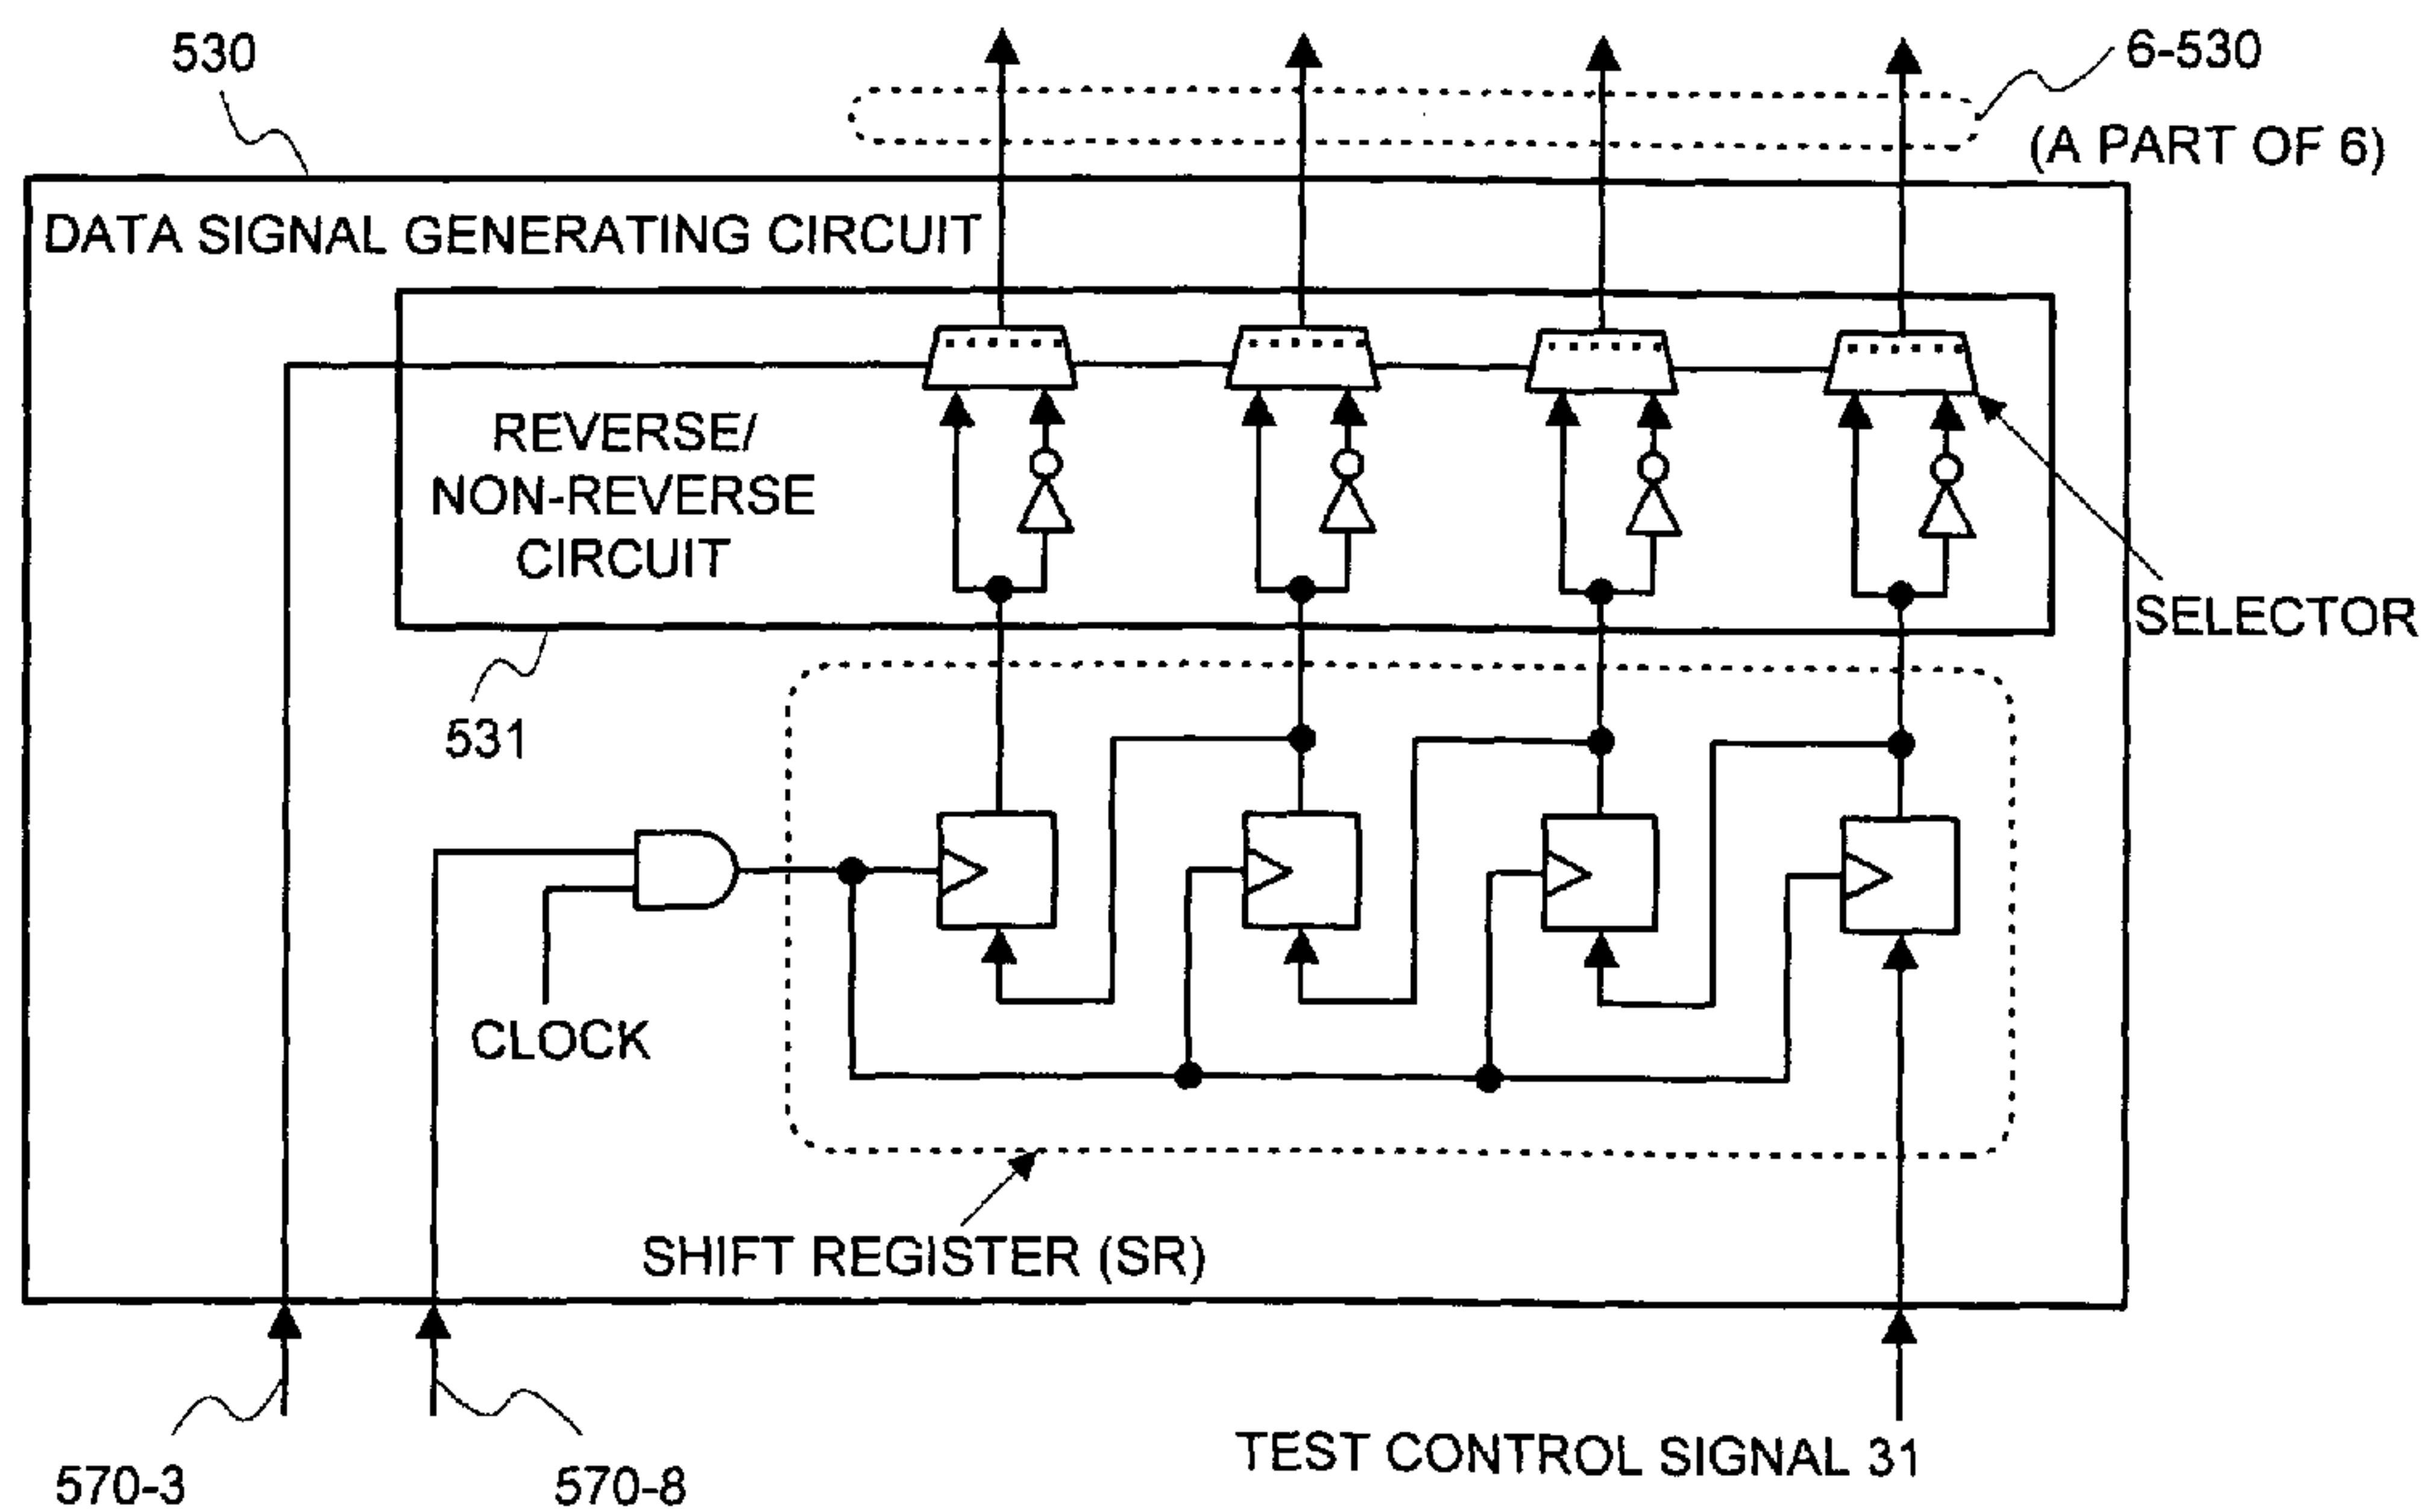 530
6-530
(A PART OF 6)
DATA SIGNAL GENERATING CIRCUIT
REVERSE/
NON-REVERSE
CIRCUIT
SELECTOR
531
CLOCK
SHIFT REGISTER (SR)
TEST CONTROL SIGNAL 31
570-3
570-8